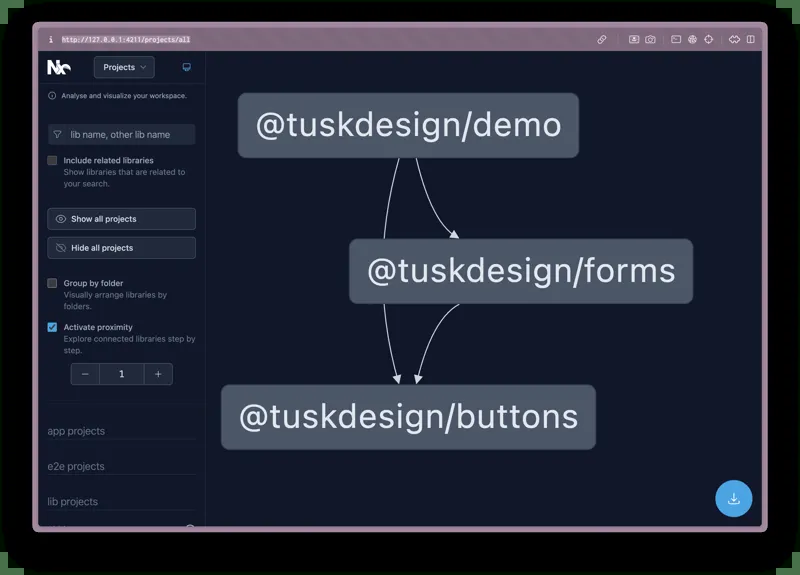 http://127.0.0.1:4211/projects/all
Nx
Projects
Analyse and visualize your workspace.
lib name, other lib name
Include related libraries
Show libraries that are related to
your search.
Show all projects
Hide all projects
Group by folder
Visually arrange libraries by
folders.
Activate proximity
Explore connected libraries step by
step.
1
app projects
e2e projects
lib projects
@tuskdesign/demo
@tuskdesign/forms
@tuskdesign/buttons